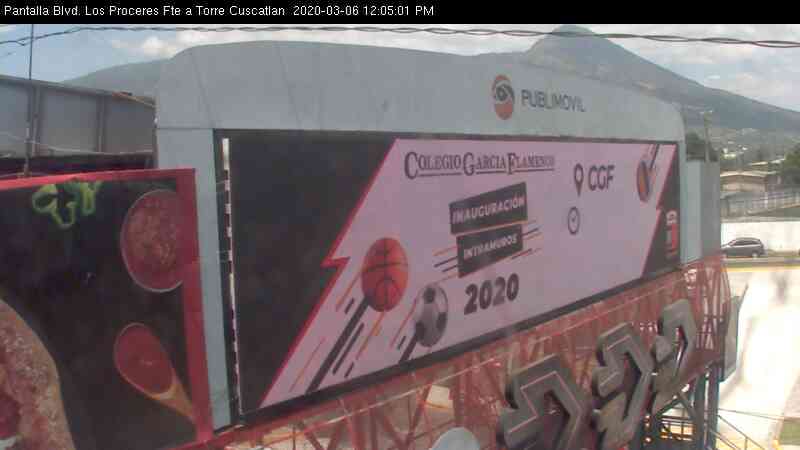 Pantalla Blvd. Los Proceres Fte a Torre Cuscatlan 2020-03-06 12:05:01 PM
PUBLIMOVIL
COLEGIO GARCIA FLAMENCO
CGF
INAUGURACIÓN
INTRAMUROS
2020